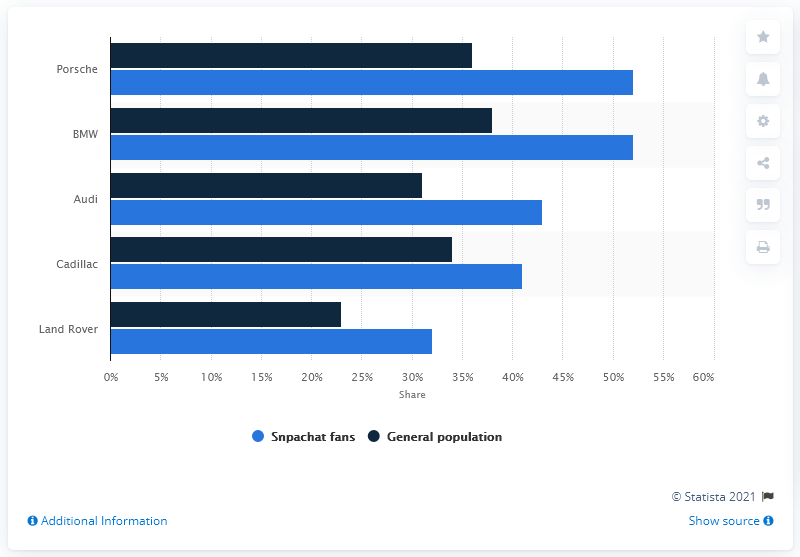 Porsche
BMW
Audi
Cadillac
Land Rover
0% 5% 10% 15% 20% 25% 30% 35% 40% 45% 50% 55% 60%
Share
Snpachat fans General population
© Statista 2021
Additional Information Show source